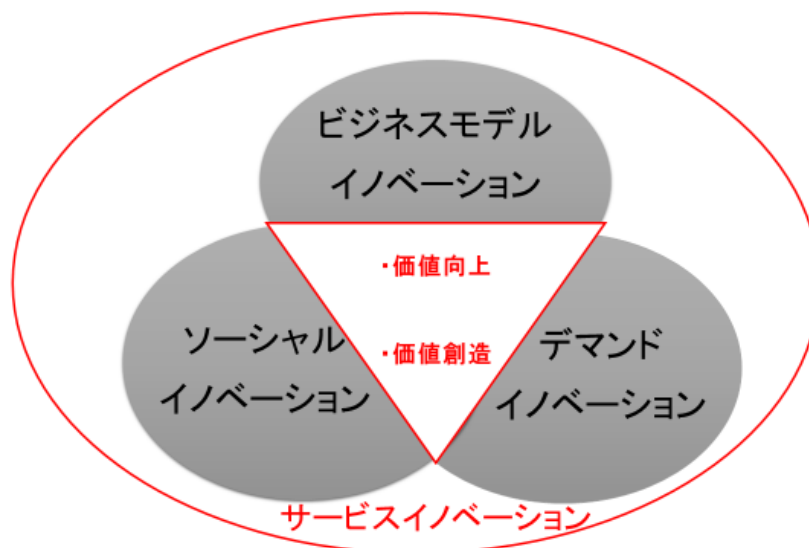 ビジネスモデル
イノベーション
・価値向上
・価値創造
ソーシャル
イノベーション
デマンド
イノベーション
サービスイノベーション